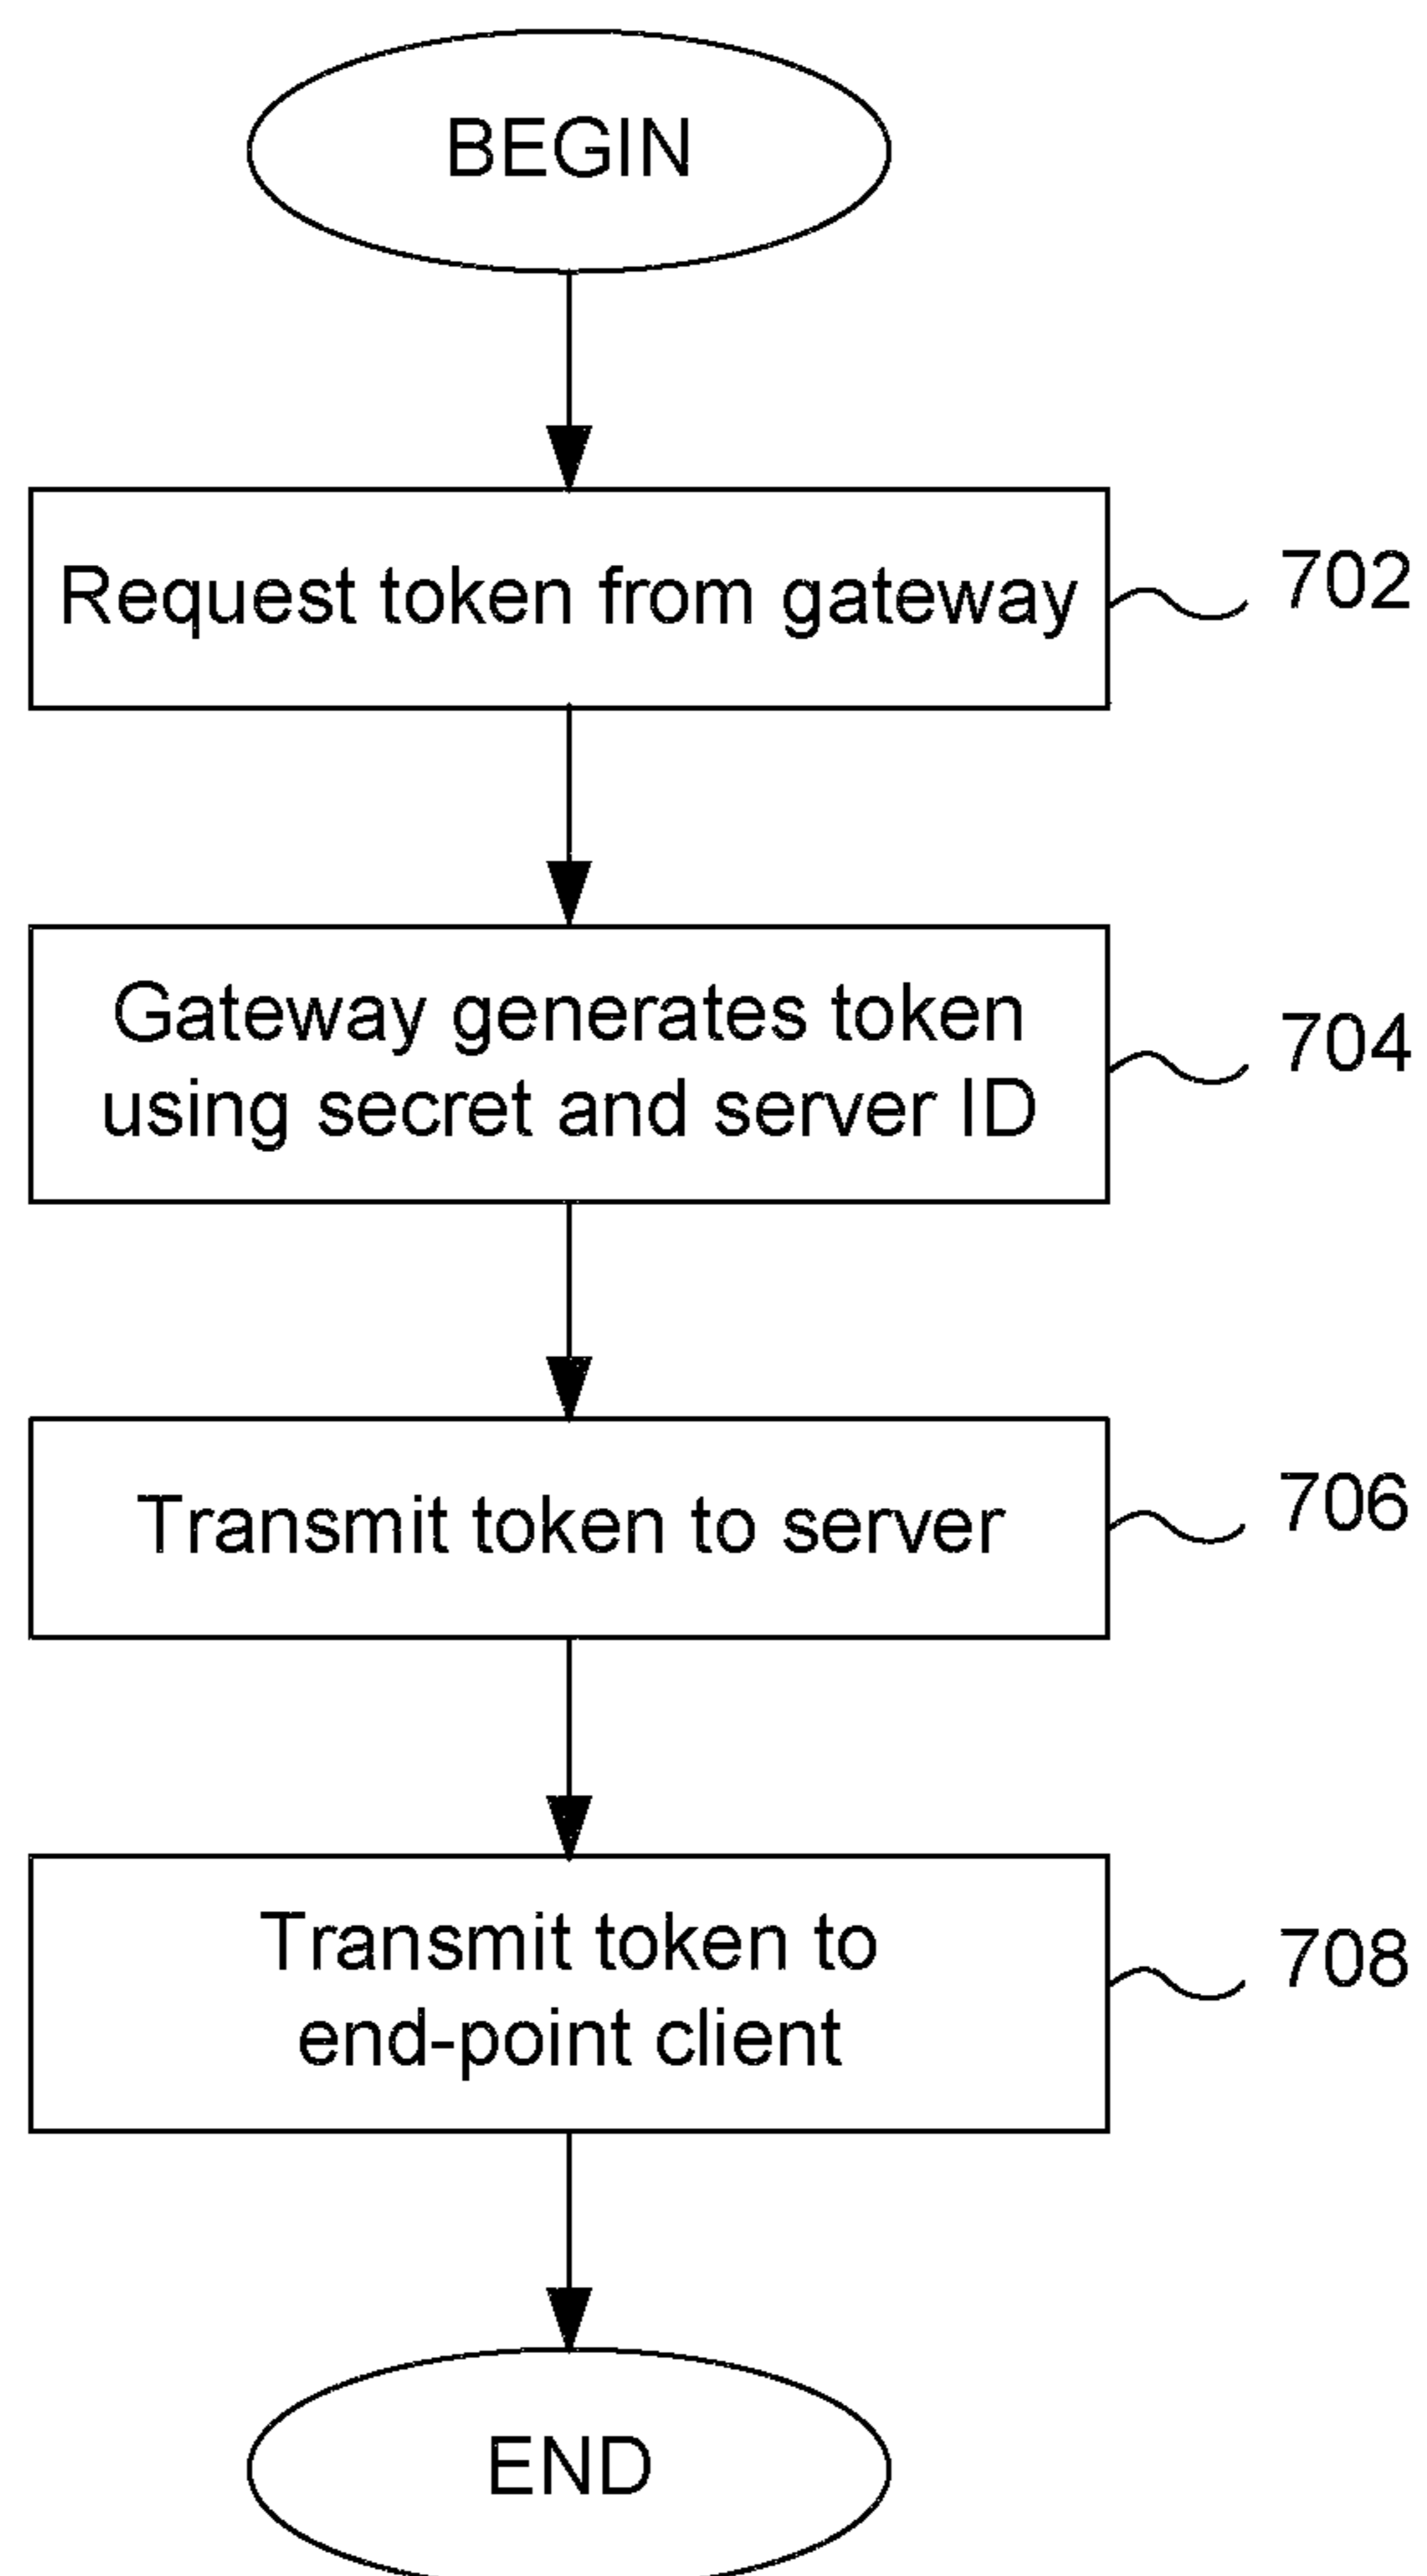 BEGIN
Request token from gateway
702
Gateway generates token
using secret and server ID
704
Transmit token to server
706
Transmit token to
end-point client
708
END